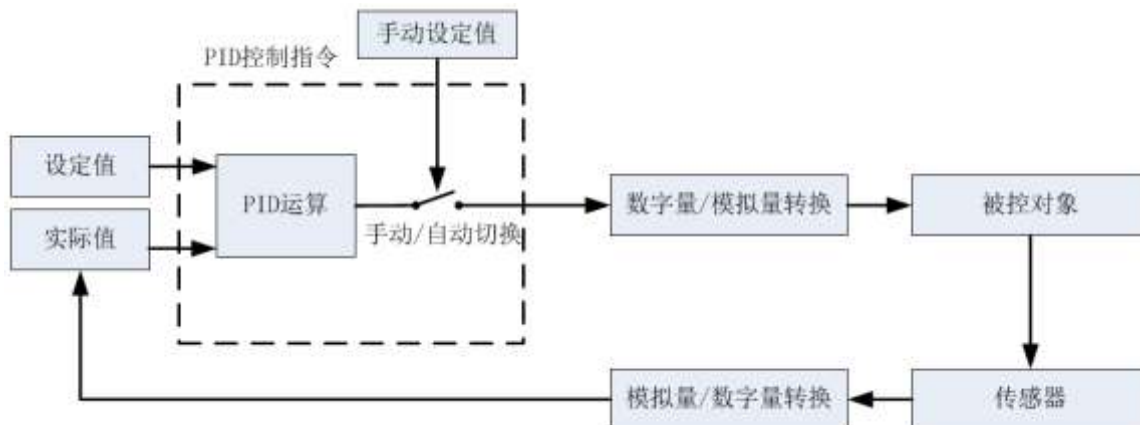 手动设定值
PID控制指令
设定值
PID运算
实际值
手动/自动切换
数字量/模拟量转换
被控对象
模拟量/数字量转换
传感器